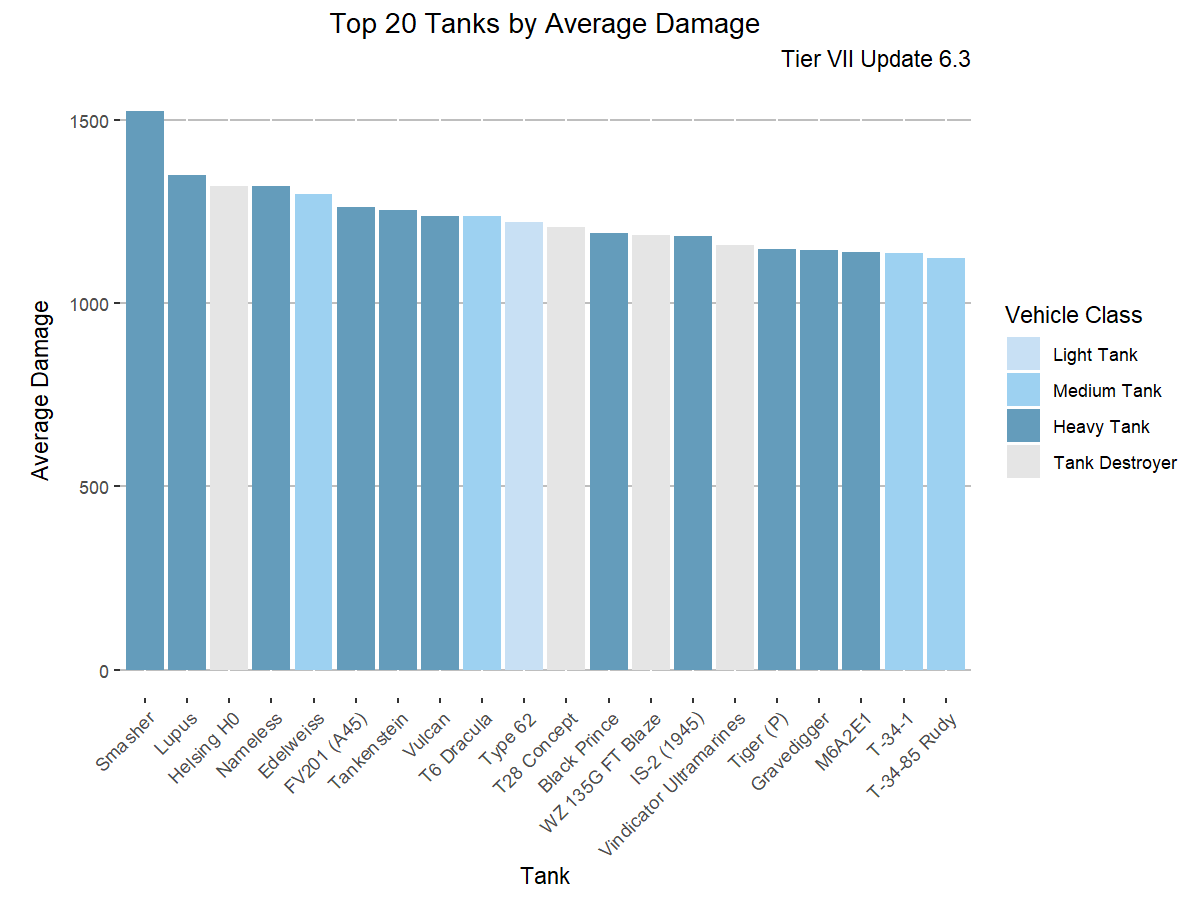 Top 20 Tanks by Average Damage
Tier VII Update 6.3
Average Damage
1500
1000
500
0
Smasher
Lupus
Helsing H0
Nameless
Edelweiss
FV201 (A45)
Tankenstein
Vulcan
T6 Dracula
Type 62
T28 Concept
Black Prince
WZ 135G FT Blaze
IS-2 (1945)
Vindicator Ultramarines
Tiger (P)
Gravedigger
M6A2E1
T-34-1
T-34-85 Rudy
Tank
Vehicle Class
Light Tank
Medium Tank
Heavy Tank
Tank Destroyer